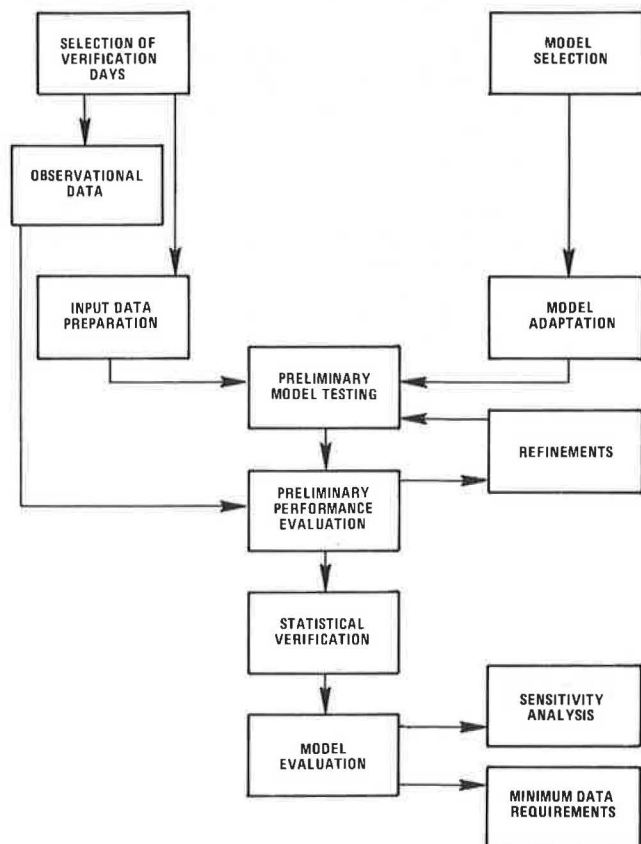 SELECTION OF
VERIFICATION
DAYS
MODEL
SELECTION
OBSERVATIONAL
DATA
INPUT DATA
PREPARATION
MODEL
ADAPTATION
PRELIMINARY
MODEL TESTING
REFINEMENTS
PRELIMINARY
PERFORMANCE
EVALUATION
STATISTICAL
VERIFICATION
SENSITIVITY
ANALYSIS
MODEL
EVALUATION
MINIMUM DATA
REQUIREMENTS